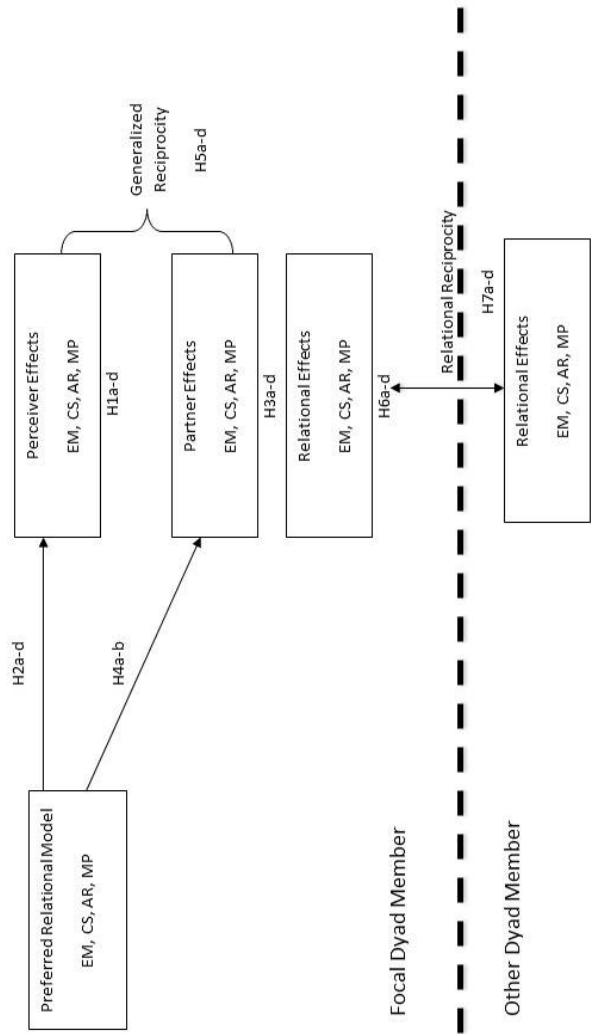 Preferred Relational Model
EM, CS, AR, MP
H2a-d
H4a-b
Perceiver Effects
EM, CS, AR, MP
H1a-d
Partner Effects
EM, CS, AR, MP
H3a-d
Generalized
Reciprocity
H5a-d
Relational Effects
EM, CS, AR, MP
H6a-d
Focal Dyad Member
Relational Reciprocity
H7a-d
Other Dyad Member
Relational Effects
EM, CS, AR, MP